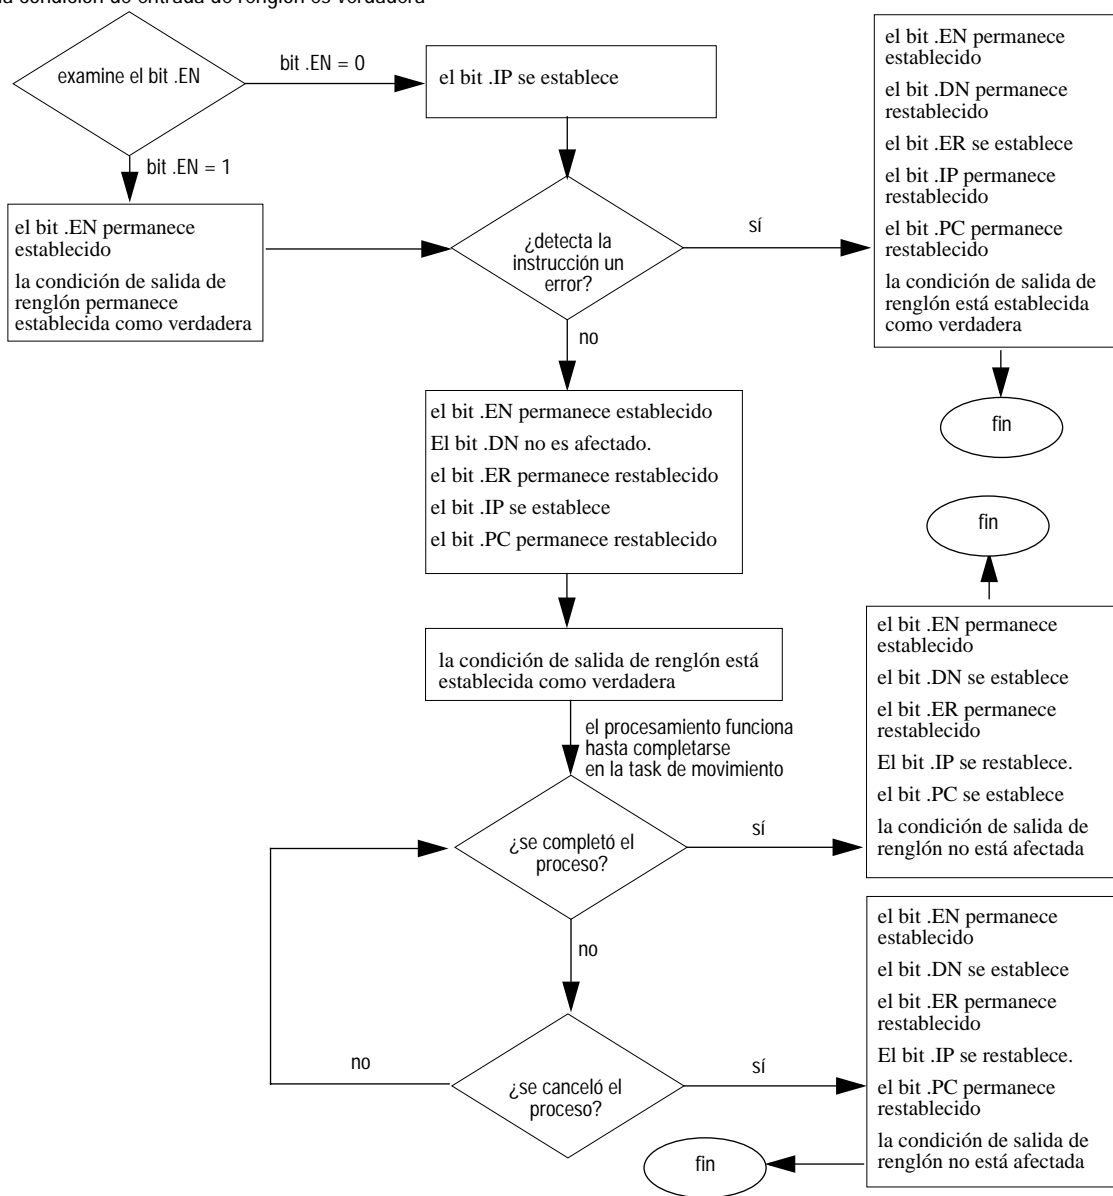 la condición de entrada de renglón es verdadera
examine el bit .EN
bit .EN = 0
el bit .IP se establece
bit .EN = 1
el bit .EN permanece
establecido
la condición de salida de
renglón permanece
establecida como verdadera
¿detecta la
instrucción un
error?
sí
no
el bit .EN permanece
establecido
el bit .DN permanece
restablecido
el bit .ER se establece
el bit .IP permanece
restablecido
el bit .PC permanece
restablecido
la condición de salida de
renglón está establecida
como verdadera
fin
el bit .EN permanece establecido
El bit .DN no es afectado.
el bit .ER permanece restablecido
el bit .IP se establece
el bit .PC permanece restablecido
fin
la condición de salida de renglón está
establecida como verdadera
el procesamiento funciona
hasta completarse
en la task de movimiento
¿se completó el
proceso?
sí
no
el bit .EN permanece
establecido
el bit .DN se establece
el bit .ER permanece
restablecido
El bit .IP se restablece.
el bit .PC se establece
la condición de salida de
renglón no está afectada
¿se canceló el
proceso?
no
sí
el bit .EN permanece
establecido
el bit .DN se establece
el bit .ER permanece
restablecido
El bit .IP se restablece.
el bit .PC permanece
restablecido
la condición de salida de
renglón no está afectada
fin